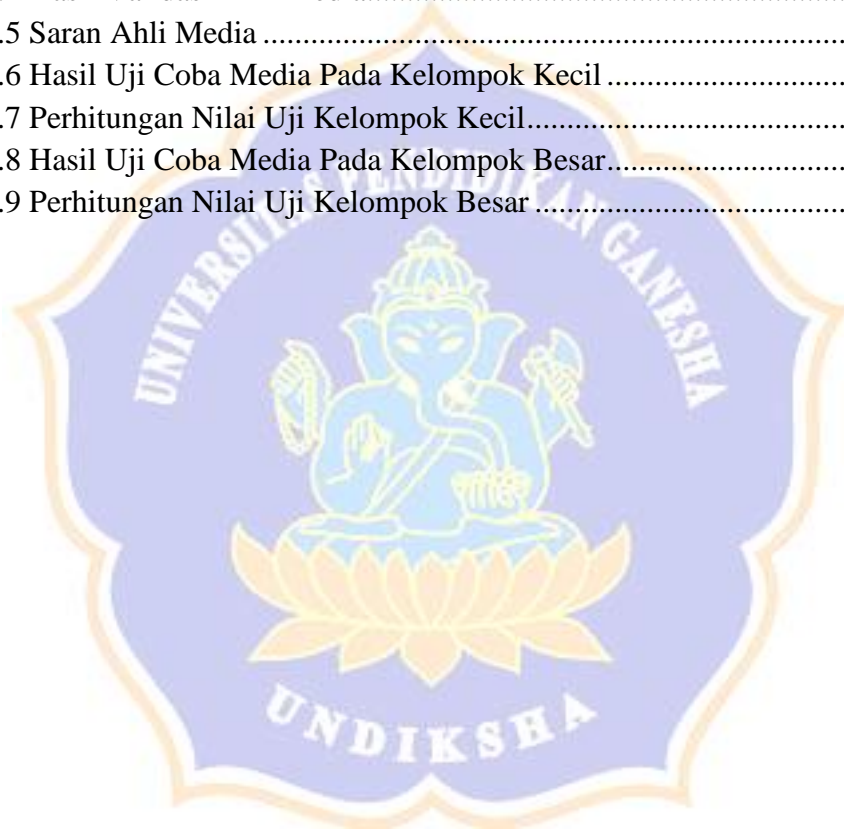 .5 Saran Ahli Media ........................................................................
.6 Hasil Uji Coba Media Pada Kelompok Kecil ..............................
.7 Perhitungan Nilai Uji Kelompok Kecil........................................
.8 Hasil Uji Coba Media Pada Kelompok Besar..............................
.9 Perhitungan Nilai Uji Kelompok Besar .......................................
UNIVERSITAS PENDIDIKAN GANESHA
UNDIKSHA